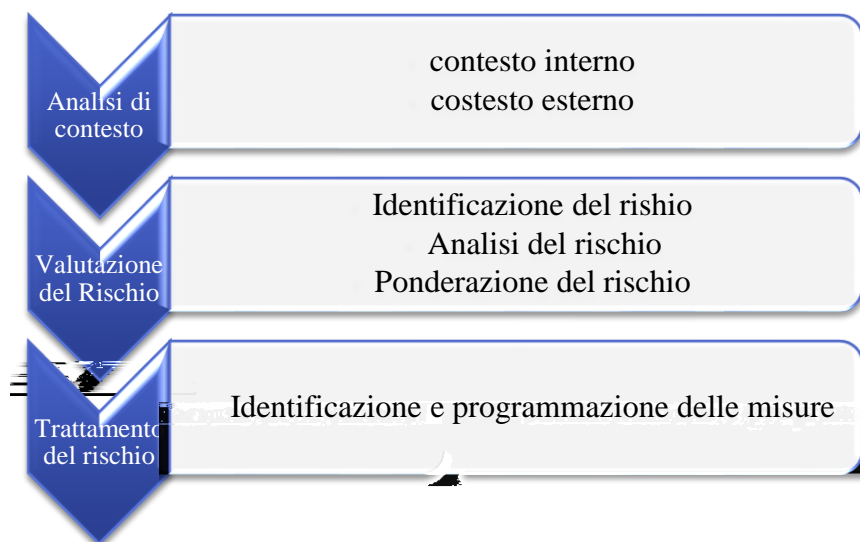 Analisi di
contesto
contesto interno
costesto esterno
Valutazione
del Rischio
Identificazione del rishio
Analisi del rischio
Ponderazione del rischio
Trattamento
del rischio
Identificazione e programmazione delle misure